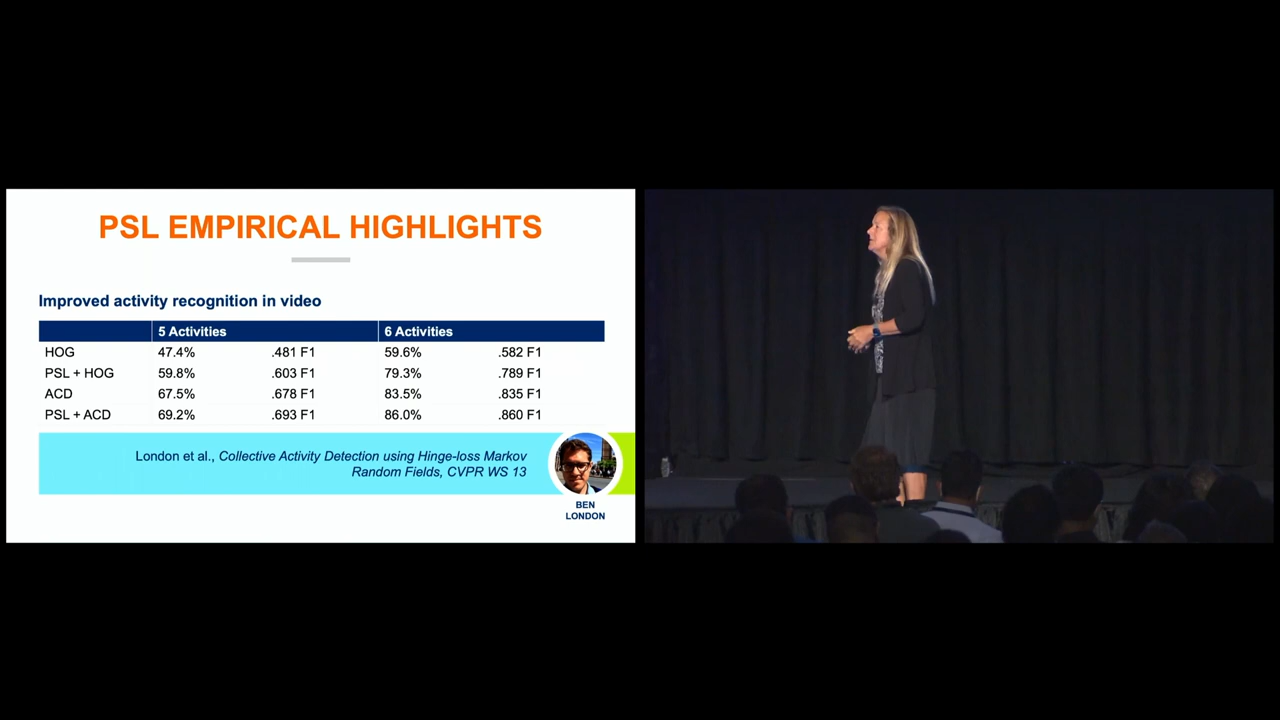 PSL EMPIRICAL HIGHLIGHTS
Improved activity recognition in video
5 Activities 6 Activities
HOG 47.4% .481 F1 59.6% .582 F1
PSL + HOG 59.8% .603 F1 79.3% .789 F1
ACD 67.5% .678 F1 83.5% .835 F1
PSL + ACD 69.2% .693 F1 86.0% .860 F1
London et al., Collective Activity Detection using Hinge-loss Markov
Random Fields, CVPR WS 13
BEN
LONDON